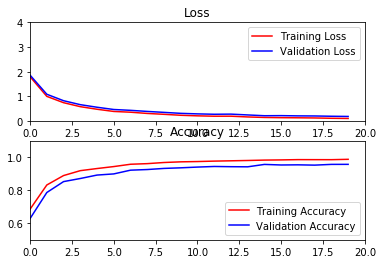 Loss
4
3
2
1
0
Training Loss
Validation Loss
0.0 2.5 5.0 7.5 10.0 12.5 15.0 17.5 20.0
Accuracy
1.0
0.8
0.6
Training Accuracy
Validation Accuracy
0.0 2.5 5.0 7.5 10.0 12.5 15.0 17.5 20.0